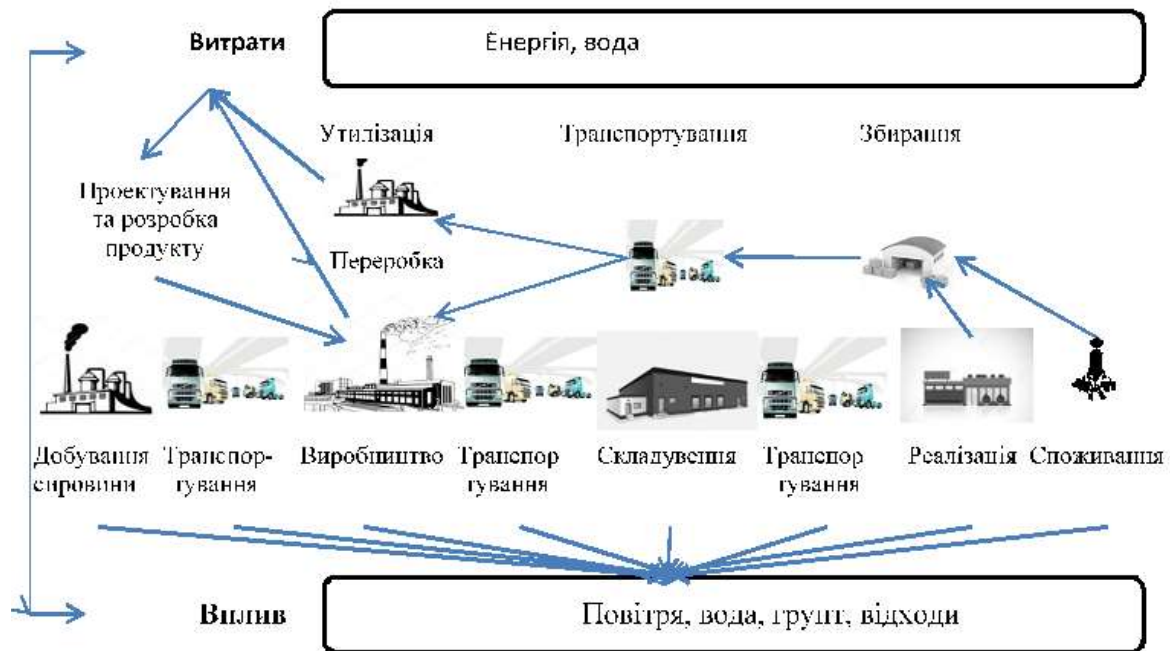 Витрати
Енергія, вода
Утилізація
Транспортування
Збирання
Проектування
та розробка
продукту
Переробка
Добування
сировини
Транспор-
тування
Виробництво
Транспор
тування
Складувення
Транспор
тування
Реалізація
Споживання
Вплив
Повітря, вода, грунт, відходи